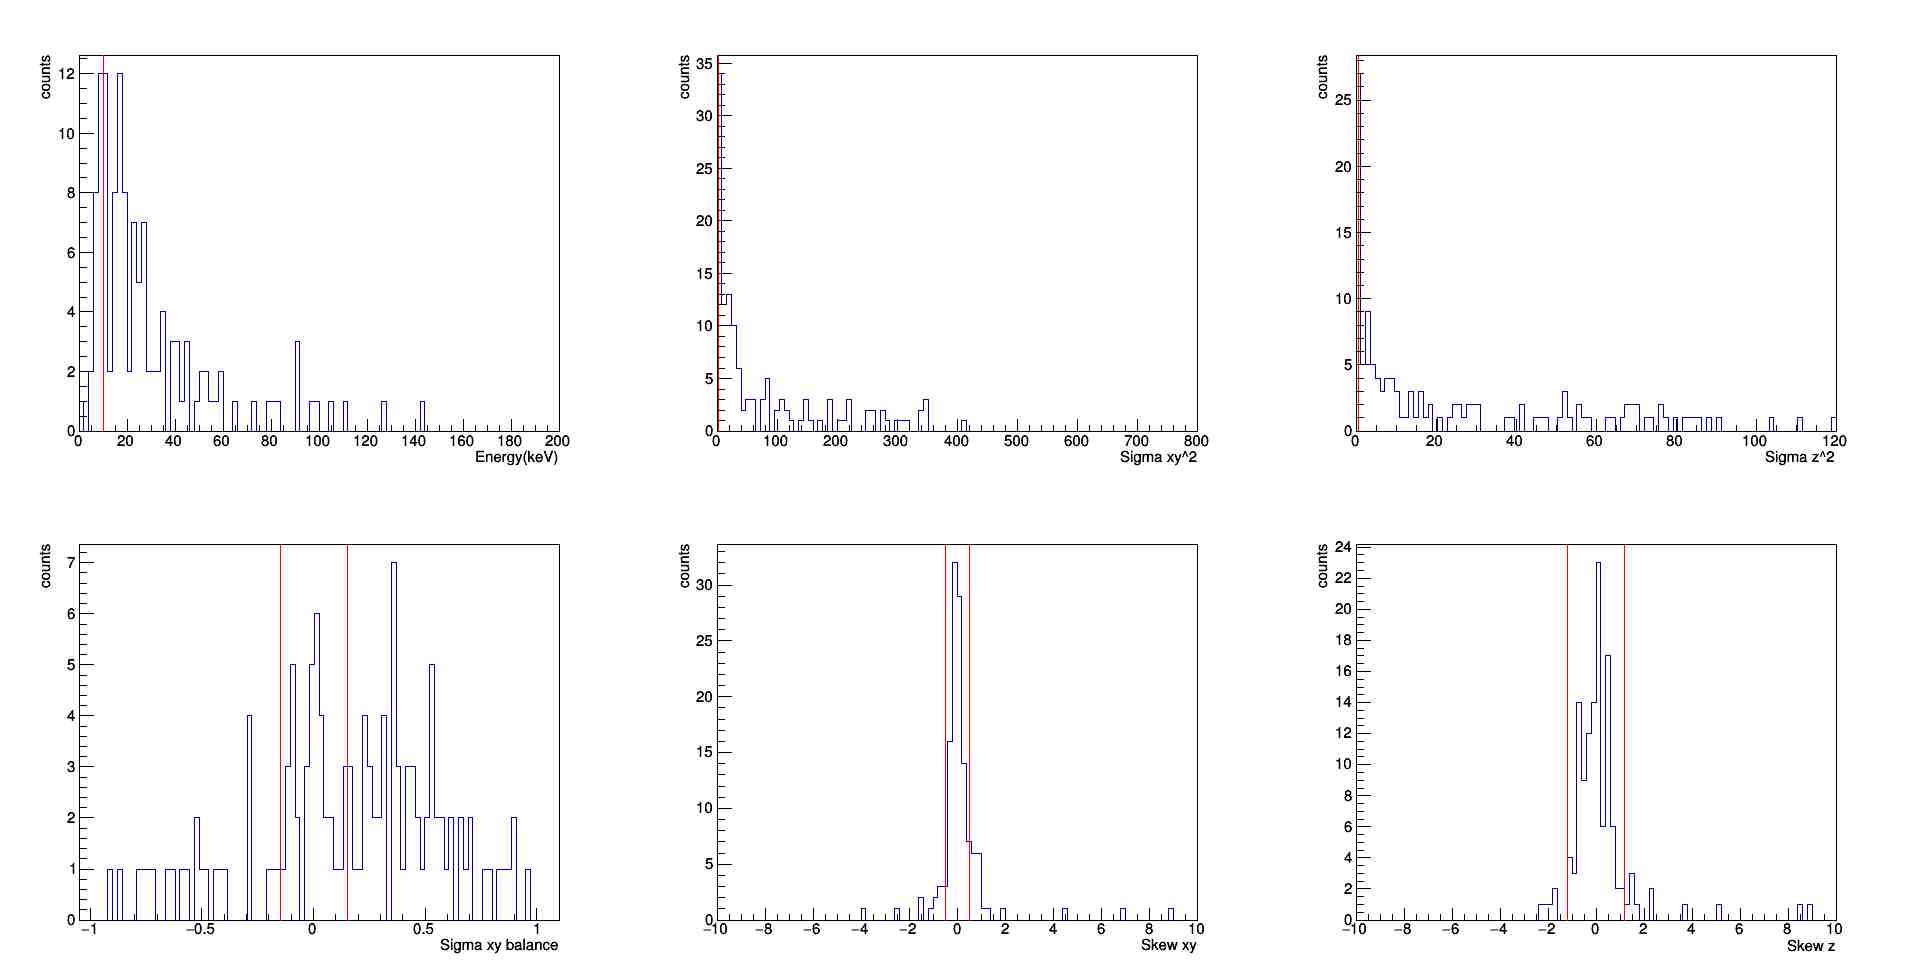 counts
12
10
8
6
4
2
0
0 20 40 60 80 100 120 140 160 180 200
Energy(keV)
counts
35
30
25
20
15
10
5
0
0 100 200 300 400 500 600 700 800
Sigma xy^2
counts
25
20
15
10
5
0
0 20 40 60 80 100 120
Sigma z^2
counts
7
6
5
4
3
2
1
0
−1 −0.5 0 0.5 1
Sigma xy balance
counts
30
25
20
15
10
5
0
−10 −8 −6 −4 −2 0 2 4 6 8 10
Skew xy
counts
24
22
20
18
16
14
12
10
8
6
4
2
0
−10 −8 −6 −4 −2 0 2 4 6 8 10
Skew z